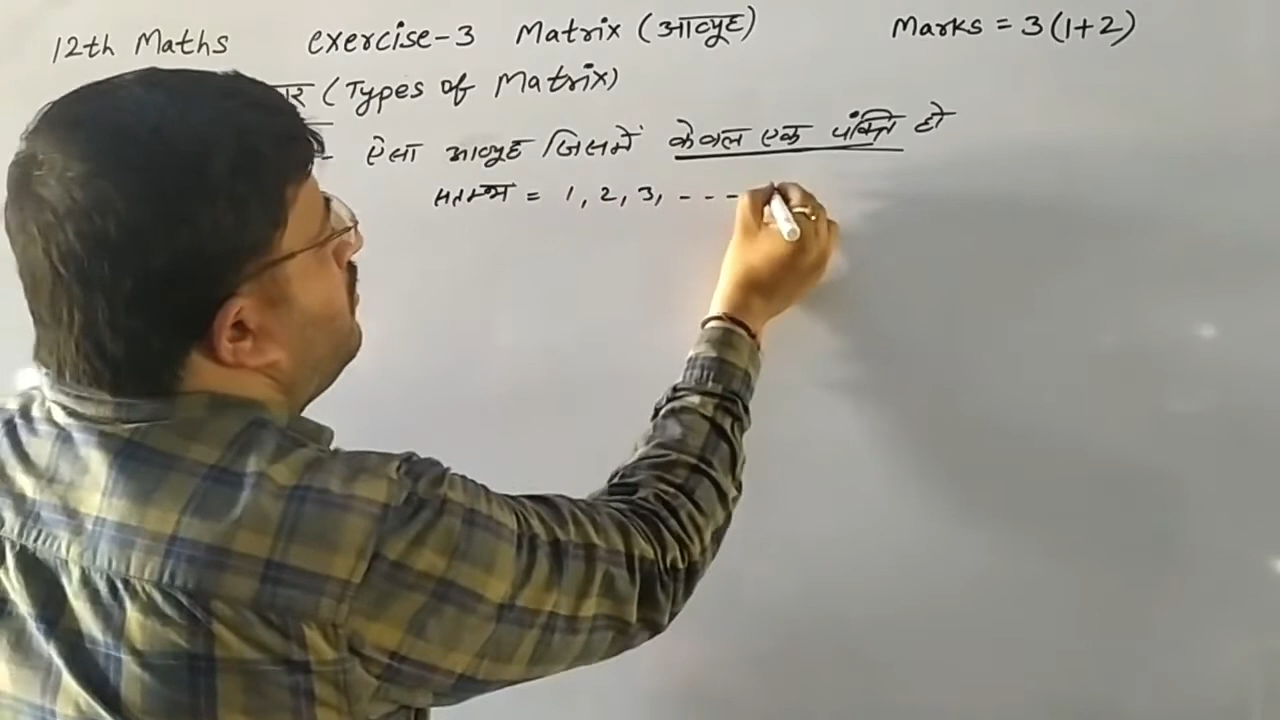 12th Maths exercise-3 Matrix (आव्यूह) Marks = 3 (1+2)
(Types of Matrix)
- ऐसा आव्यूह जिसमें केवल एक पंक्ति हो
स्तम्भ = 1, 2, 3, - - -